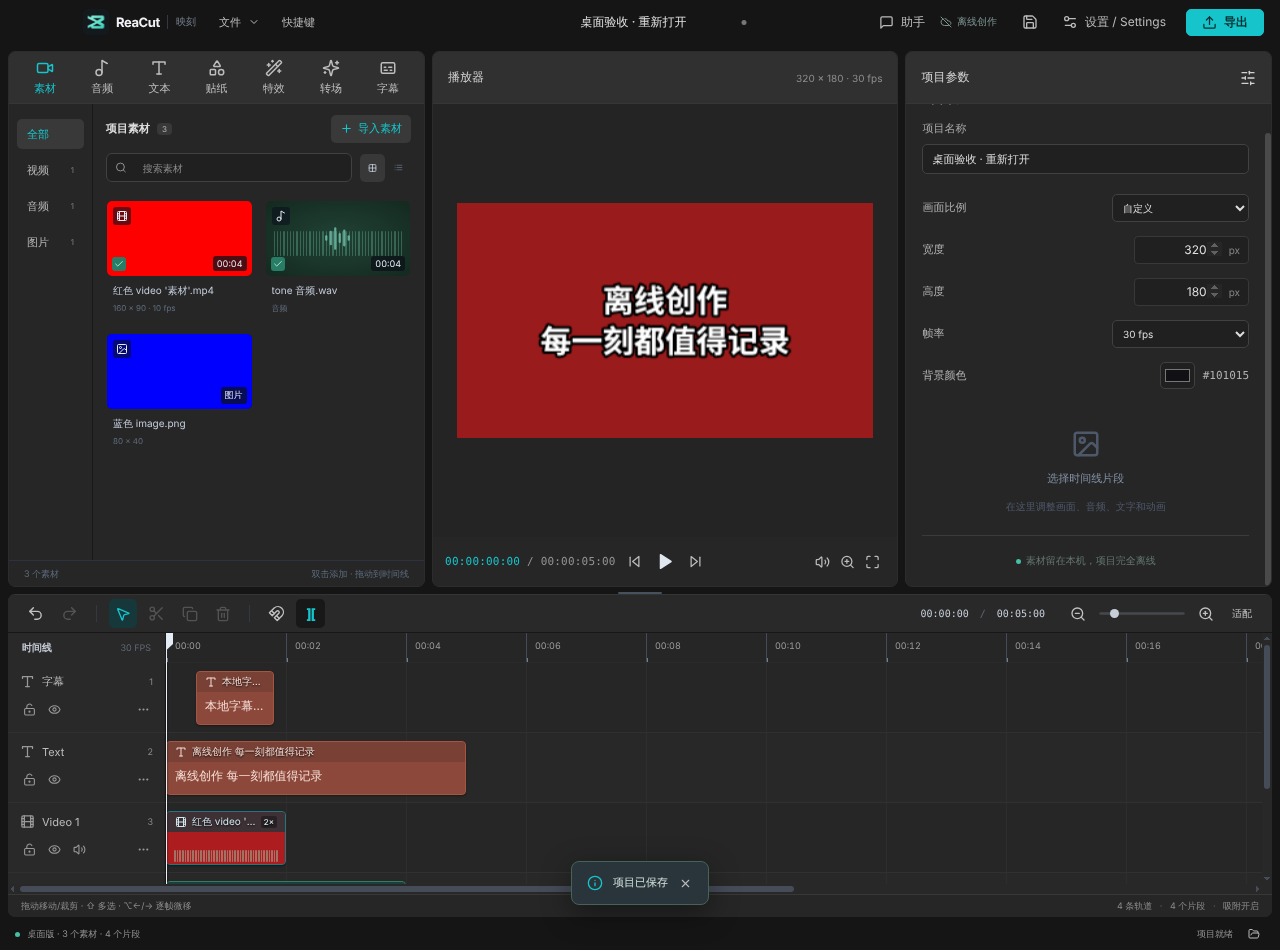 ReaCut 映刻 文件 快捷键 桌面验收 · 重新打开 助手 离线创作 设置 / Settings 导出
素材 音频 文本 贴纸 特效 转场 字幕
全部
视频 1
音频 1
图片 1
项目素材 3 导入素材
搜索素材
00:04 00:04
红色 video '素材'.mp4 tone 音频.wav
160 × 90 · 10 fps 音频
图片
蓝色 image.png
80 × 40
3 个素材 双击添加 · 拖动到时间线
播放器 320 × 180 · 30 fps
离线创作
每一刻都值得记录
00:00:00:00 / 00:00:05:00
项目参数
项目名称
桌面验收 · 重新打开
画面比例 自定义
宽度 320 px
高度 180 px
帧率 30 fps
背景颜色 #101015
选择时间线片段
在这里调整画面、音频、文字和动画
素材留在本机，项目完全离线
00:00:00 / 00:05:00 适配
时间线 30 FPS 00:00 00:02 00:04 00:06 00:08 00:10 00:12 00:14 00:16
字幕 1 本地字...
本地字幕...
Text 2 离线创作 每一刻都值得记录
离线创作 每一刻都值得记录
Video 1 3 红色 video '... 2×
项目已保存
拖动移动/裁剪 · ⇧ 多选 · ⌥←/→ 逐帧微移 4 条轨道 · 4 个片段 · 吸附开启
桌面版 · 3 个素材 · 4 个片段 项目就绪